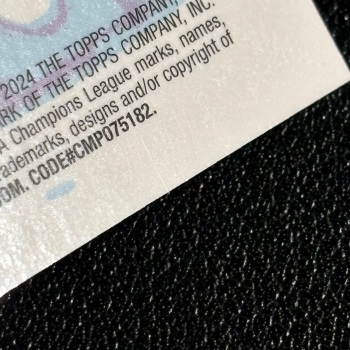 2024 THE TOPPS COMPANY,
RK OF THE TOPPS COMPANY, INC.
A Champions League marks, names,
rademarks, designs and/or copyright of
OM. CODE#CMP075182.